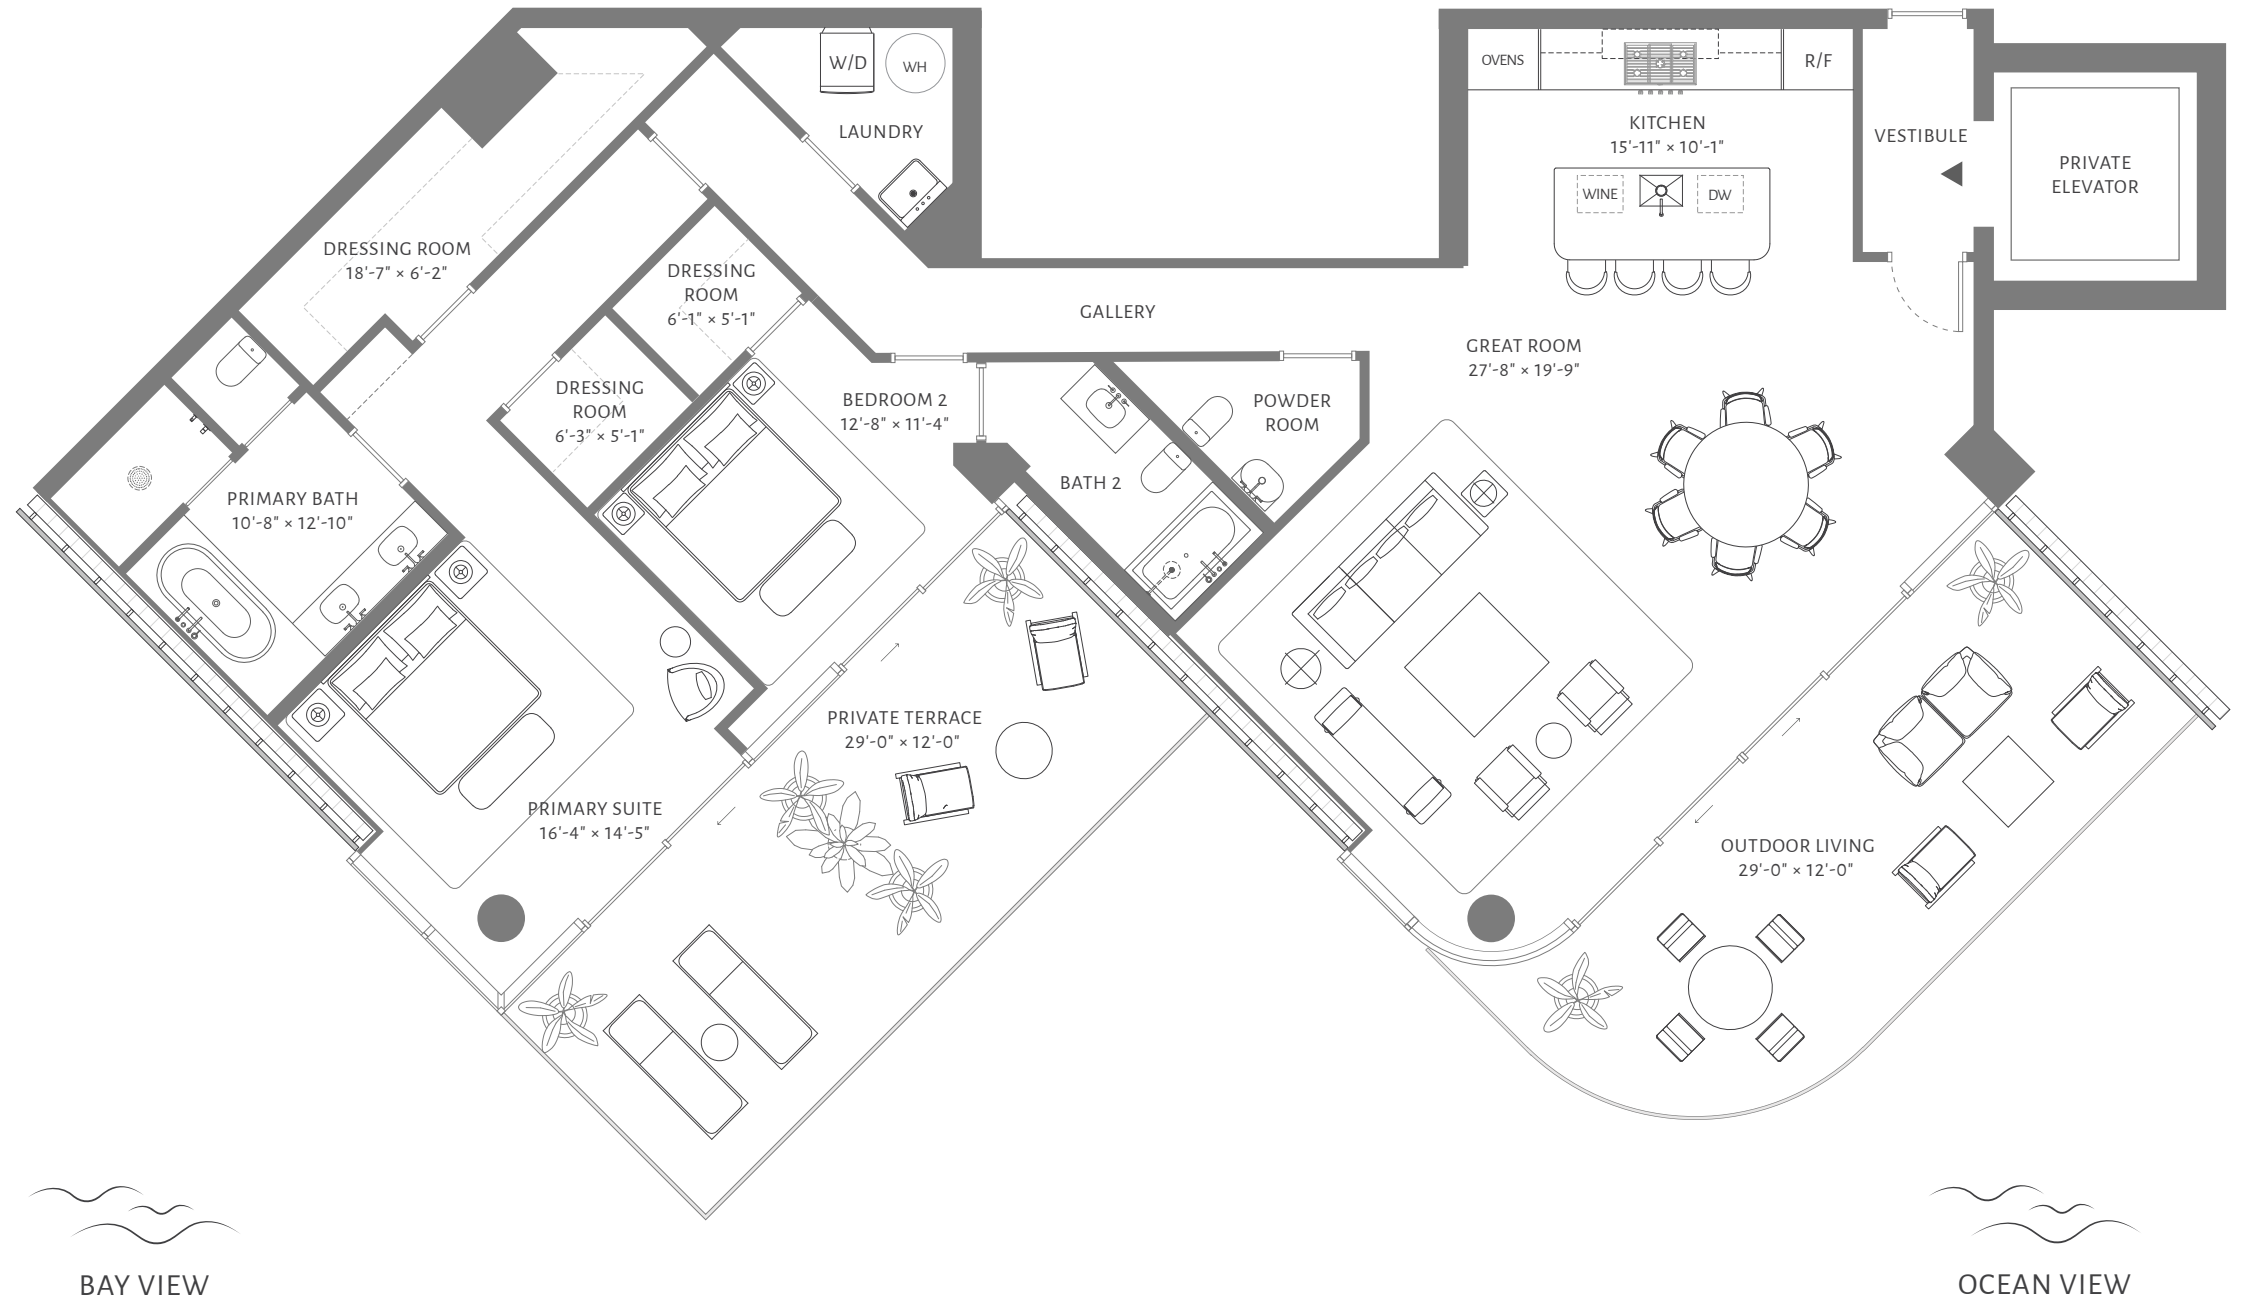 W/D
WH
LAUNDRY
OVENS
R/F
KITCHEN
15'-11" × 10'-1"
WINE
DW
VESTIBULE
PRIVATE
ELEVATOR
DRESSING ROOM
18'-7" × 6'-2"
DRESSING
ROOM
6'-1" × 5'-1"
GALLERY
GREAT ROOM
27'-8" × 19'-9"
DRESSING
ROOM
6'-3" × 5'-1"
BEDROOM 2
12'-8" × 11'-4"
POWDER
ROOM
BATH 2
PRIMARY BATH
10'-8" × 12'-10"
PRIVATE TERRACE
29'-0" × 12'-0"
PRIMARY SUITE
16'-4" × 14'-5"
OUTDOOR LIVING
29'-0" × 12'-0"
BAY VIEW
OCEAN VIEW